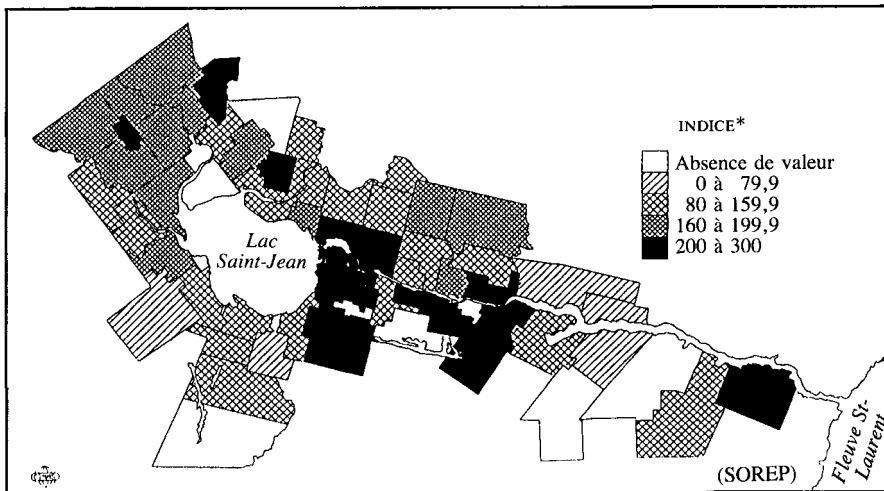 INDICE*
Absence de valeur
0 à 79,9
80 à 159,9
160 à 199,9
200 à 300
Lac
Saint-Jean
(SOREP)
Fleuve St-
Laurent